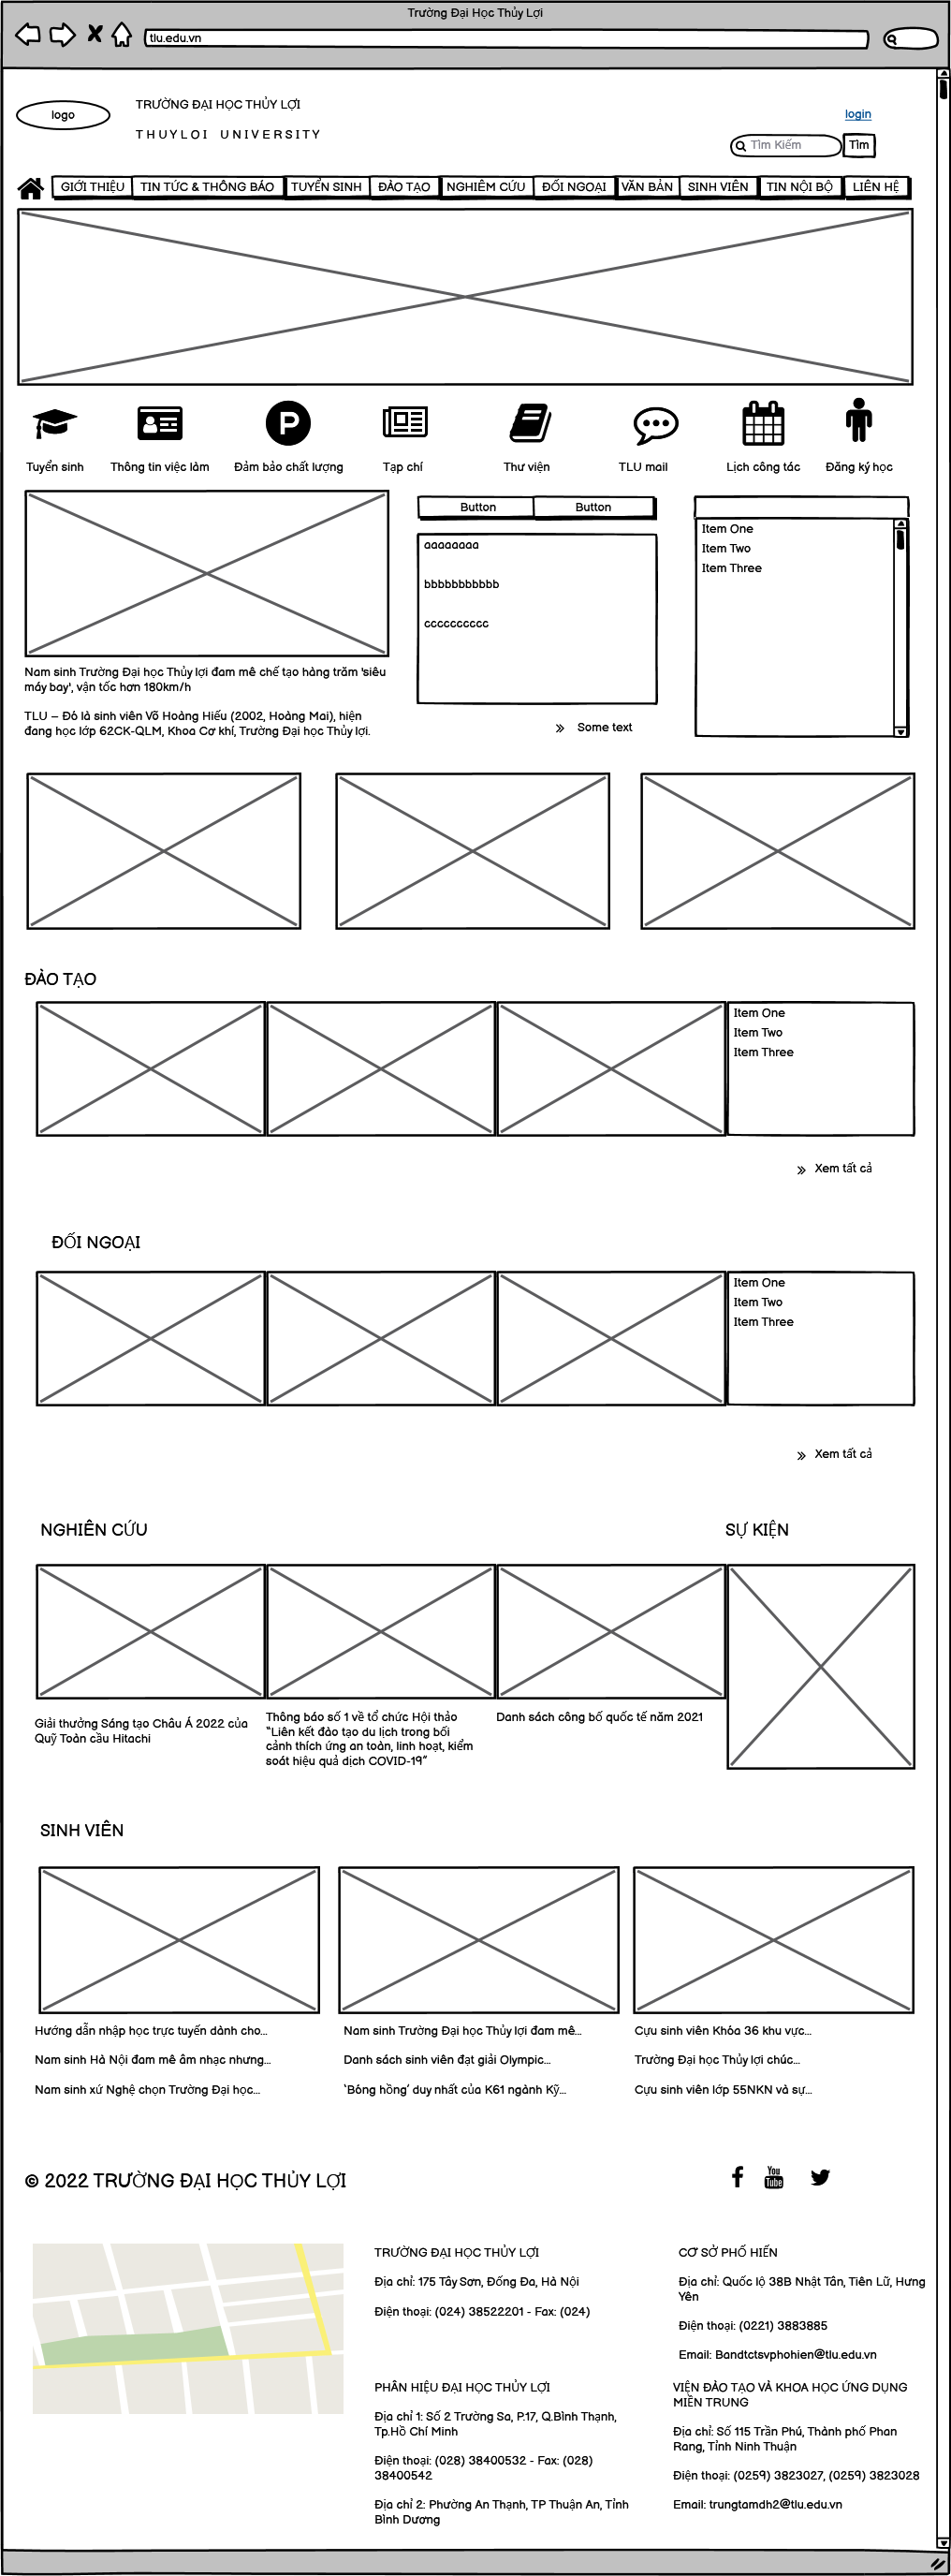 Trường Đại Học Thủy Lợi
tlu.edu.vn
logo
TRƯỜNG ĐẠI HỌC THỦY LỢI
THUYLOI UNIVERSITY
login
Tìm Kiếm
Tìm
GIỚI THIỆU
TIN TỨC & THÔNG BÁO
TUYỂN SINH
ĐÀO TẠO
NGHIÊM CỨU
ĐỐI NGOẠI
VĂN BẢN
SINH VIÊN
TIN NỘI BỘ
LIÊN HỆ
P
Tuyển sinh
Thông tin việc làm
Đảm bảo chất lượng
Tạp chí
Thư viện
TLU mail
Lịch công tác
Đăng ký học
Nam sinh Trường Đại học Thủy lợi đam mê chế tạo hàng trăm 'siêu
máy bay', vận tốc hơn 180km/h
TLU – Đó là sinh viên Võ Hoàng Hiếu (2002, Hoàng Mai), hiện
đang học lớp 62CK-QLM, Khoa Cơ khí, Trường Đại học Thủy lợi.
Button
Button
aaaaaaaa
bbbbbbbbbbb
cccccccccc
» Some text
Item One
Item Two
Item Three
ĐÀO TẠO
Item One
Item Two
Item Three
» Xem tất cả
ĐỐI NGOẠI
Item One
Item Two
Item Three
» Xem tất cả
NGHIÊN CỨU
SỰ KIỆN
Giải thưởng Sáng tạo Châu Á 2022 của
Quỹ Toàn cầu Hitachi
Thông báo số 1 về tổ chức Hội thảo
“Liên kết đào tạo du lịch trong bối
cảnh thích ứng an toàn, linh hoạt, kiểm
soát hiệu quả dịch COVID-19”
Danh sách công bố quốc tế năm 2021
SINH VIÊN
Hướng dẫn nhập học trực tuyến dành cho...
Nam sinh Hà Nội đam mê âm nhạc nhưng...
Nam sinh xứ Nghệ chọn Trường Đại học...
Nam sinh Trường Đại học Thủy lợi đam mê...
Danh sách sinh viên đạt giải Olympic...
‘Bóng hồng’ duy nhất của K61 ngành Kỹ...
Cựu sinh viên Khóa 36 khu vực...
Trường Đại học Thủy lợi chúc...
Cựu sinh viên lớp 55NKN và sự...
© 2022 TRƯỜNG ĐẠI HỌC THỦY LỢI
You
Tube
TRƯỜNG ĐẠI HỌC THỦY LỢI
Địa chỉ: 175 Tây Sơn, Đống Đa, Hà Nội
Điện thoại: (024) 38522201 - Fax: (024)
CƠ SỞ PHỐ HIẾN
Địa chỉ: Quốc lộ 38B Nhật Tân, Tiên Lữ, Hưng
Yên
Điện thoại: (0221) 3883885
Email: Bandtctsvphohien@tlu.edu.vn
PHÂN HIỆU ĐẠI HỌC THỦY LỢI
Địa chỉ 1: Số 2 Trường Sa, P.17, Q.Bình Thạnh,
Tp.Hồ Chí Minh
Điện thoại: (028) 38400532 - Fax: (028)
38400542
Địa chỉ 2: Phường An Thạnh, TP Thuận An, Tỉnh
Bình Dương
VIỆN ĐÀO TẠO VÀ KHOA HỌC ỨNG DỤNG
MIỀN TRUNG
Địa chỉ: Số 115 Trần Phú, Thành phố Phan
Rang, Tỉnh Ninh Thuận
Điện thoại: (0259) 3823027, (0259) 3823028
Email: trungtamdh2@tlu.edu.vn